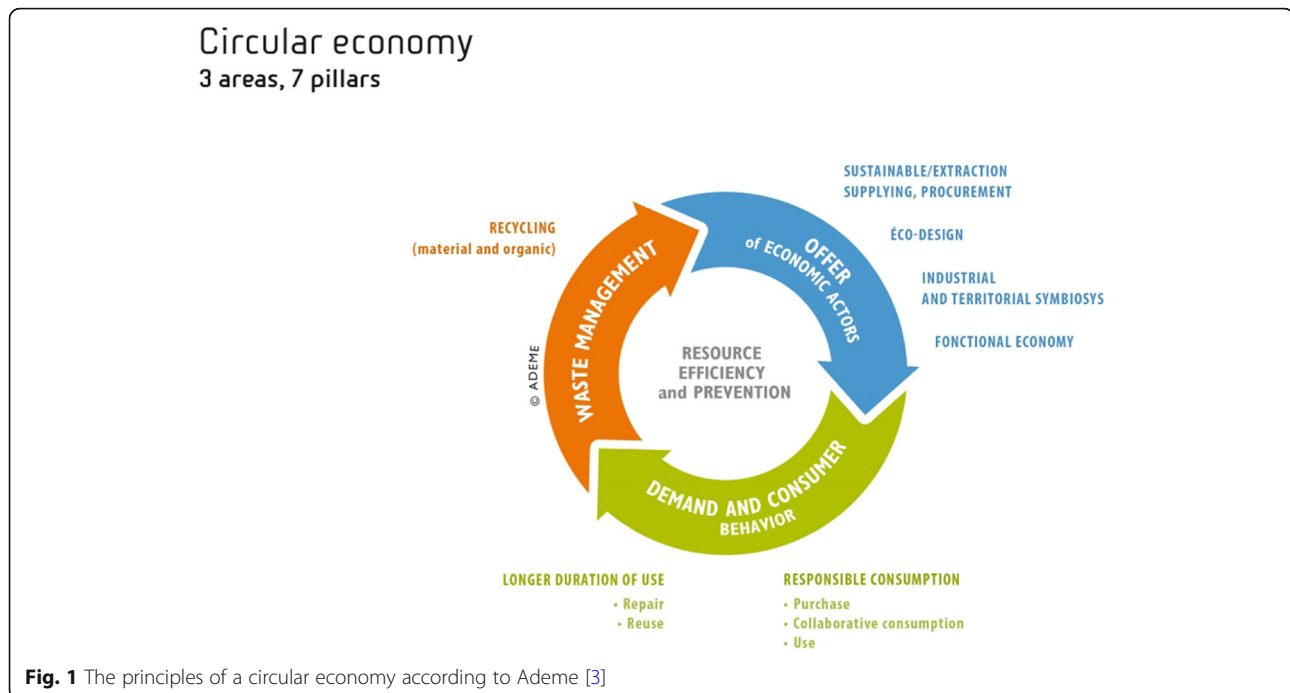 Circular economy
3 areas, 7 pillars
SUSTAINABLE/EXTRACTION
SUPPLYING, PROCUREMENT
ÉCO-DESIGN
INDUSTRIAL
AND TERRITORIAL SYMBIOSYS
FONCTIONAL ECONOMY
RECYCLING
(material and organic)
OFFER
of ECONOMIC ACTORS
WASTE MANAGEMENT
© ADEME
RESOURCE
EFFICIENCY
and PREVENTION
DEMAND AND CONSUMER
BEHAVIOR
LONGER DURATION OF USE
• Repair
• Reuse
RESPONSIBLE CONSUMPTION
• Purchase
• Collaborative consumption
• Use
Fig. 1 The principles of a circular economy according to Ademe [3]